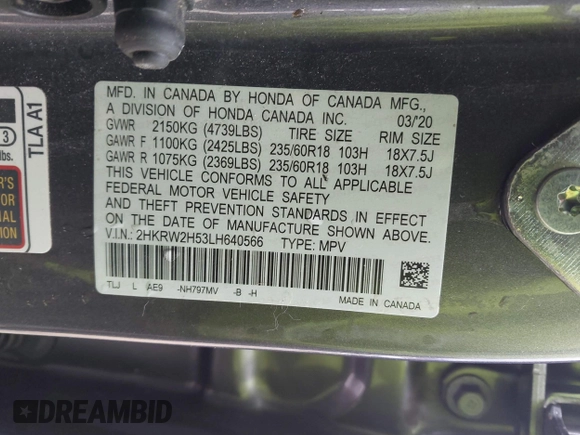 MFD. IN CANADA BY HONDA OF CANADA MFG.,
A DIVISION OF HONDA CANADA INC. 03/'20
GVWR 2150KG (4739LBS) TIRE SIZE RIM SIZE
GAWR F 1100KG (2425LBS) 235/60R18 103H 18X7.5J
GAWR R 1075KG (2369LBS) 235/60R18 103H 18X7.5J
THIS VEHICLE CONFORMS TO ALL APPLICABLE
FEDERAL MOTOR VEHICLE SAFETY
AND THEFT PREVENTION STANDARDS IN EFFECT
ON THE DATE OF MANUFACTURE SHOWN ABOVE.
V.I.N.: 2HKRW2H53LH640566 TYPE: MPV
TLJ L AE9 -NH797MV -B -H
MADE IN CANADA
TLA A1
3
lbs.
DREAMBID